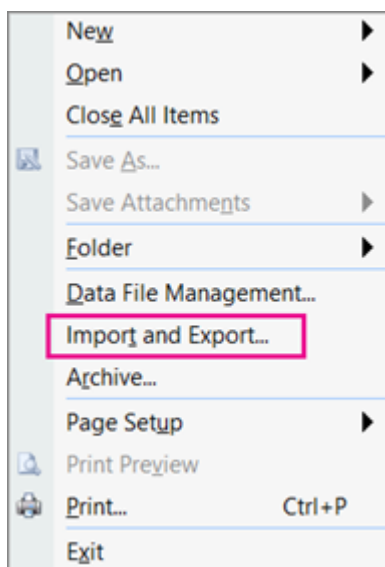 New
Open
Close All Items
Save As...
Save Attachments
Folder
Data File Management...
Import and Export...
Archive...
Page Setup
Print Preview
Print... Ctrl+P
Exit